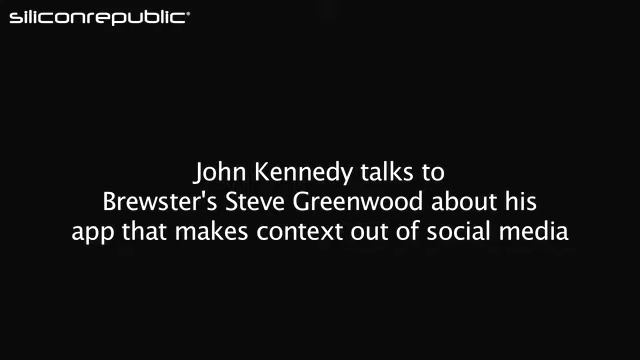 siliconrepublic®
John Kennedy talks to
Brewster's Steve Greenwood about his
app that makes context out of social media